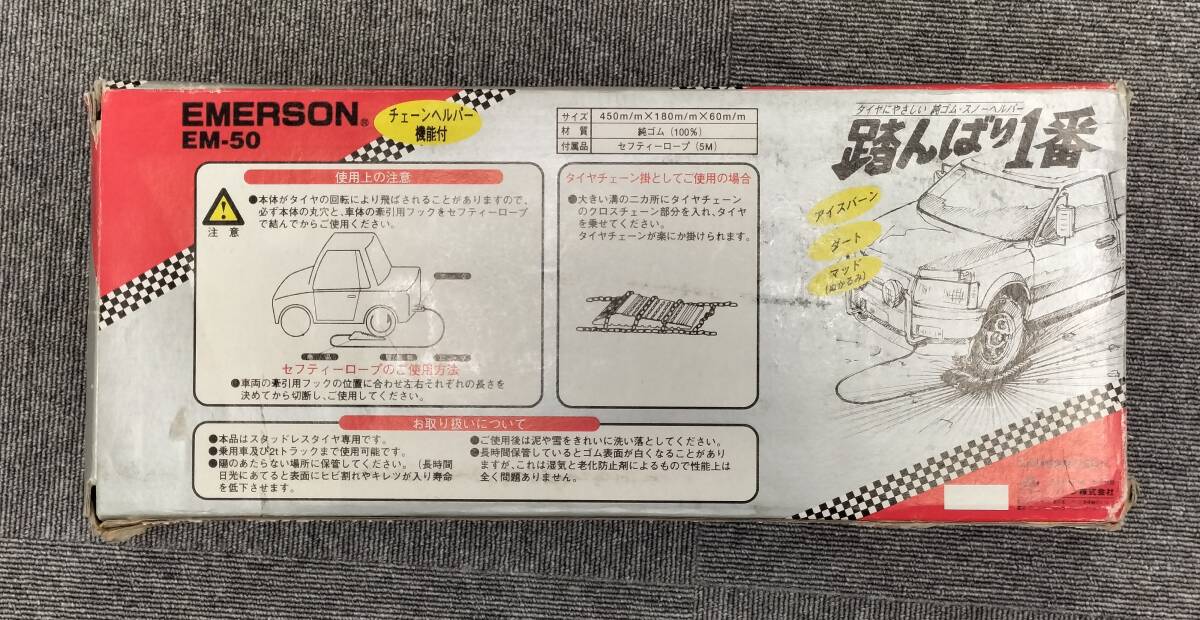 EMERSON®
EM-50
チェーンヘルパー
機能付
サイズ 450m/m×180m/m×60m/m
材 質 純ゴム (100%)
付属品 セフティーロープ (5M)
タイヤにやさしい 純ゴム・スノーヘルパー
踏んばり1番
アイスバーン
ダート
マッド
(ぬかるみ)
使用上の注意
注 意
●本体がタイヤの回転により飛ばされることがありますので、
必ず本体の丸穴と、車体の牽引用フックをセフティーロープ
で結んでからご使用ください。
セフティーロープのご使用方法
●車両の牽引用フックの位置に合わせ左右それぞれの長さを
決めてから切断し、ご使用してください。
タイヤチェーン掛としてご使用の場合
●大きい溝の二カ所にタイヤチェーン
のクロスチェーン部分を入れ、タイヤ
を乗せてください。
タイヤチェーンが楽にか掛けられます。
お取り扱いについて
●本品はスタッドレスタイヤ専用です。
●乗用車及び2tトラックまで使用可能です。
●陽のあたらない場所に保管してください。(長時間
日光にあてると表面にヒビ割れやキレツが入り寿命
を低下させます。
●ご使用後は泥や雪をきれいに洗い落としてください。
●長時間保管しているとゴム表面が白くなることがあり
ますが、これは湿気と老化防止剤によるもので性能上は
全く問題ありません。
株式会社